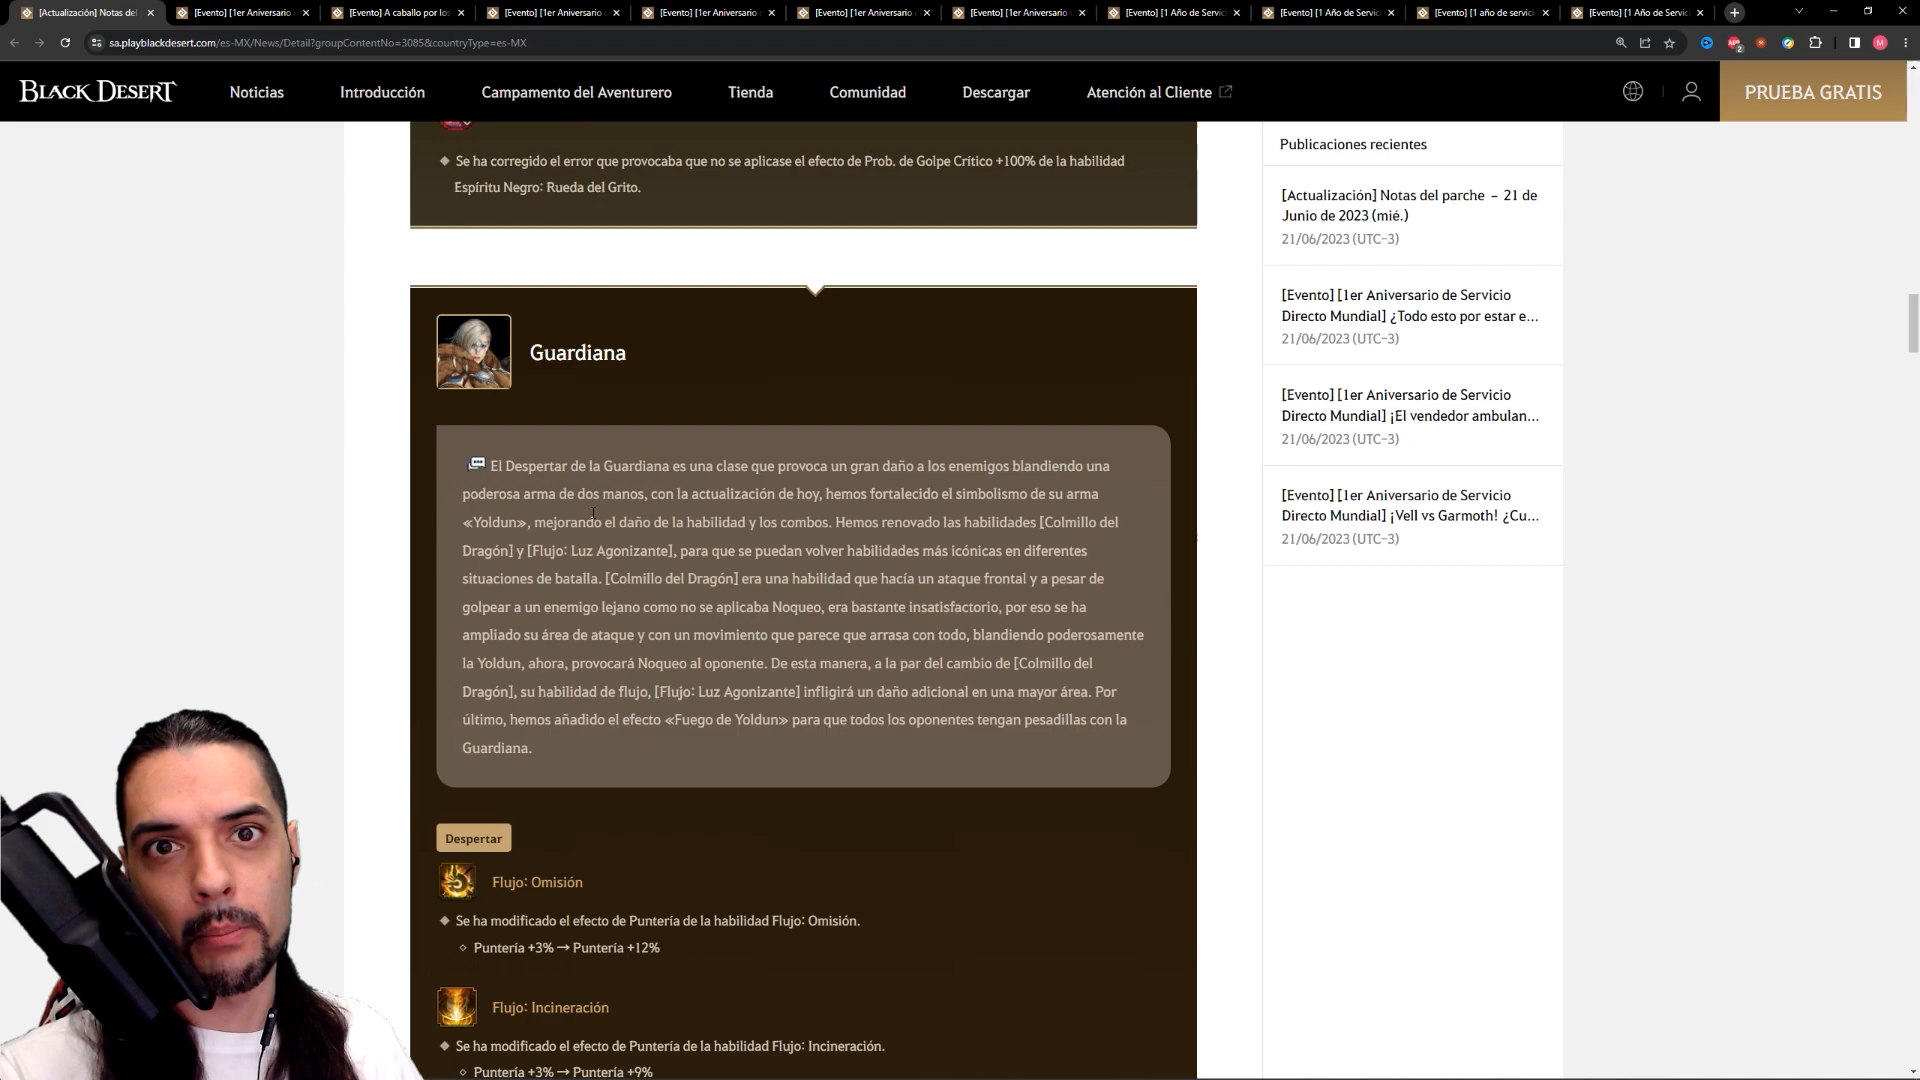 [Actualización] Notas del
[Evento] [1er Aniversario
[Evento] A caballo por los
[Evento] [1er Aniversario
[Evento] [1er Aniversario
[Evento] [1er Aniversario
[Evento] [1er Aniversario
[Evento] [1 Año de Servic
[Evento] [1 Año de Servic
[Evento] [1 año de servici
[Evento] [1 Año de Servic
sa.playblackdesert.com/es-MX/News/Detail?groupContentNo=3085&countryType=es-MX
BLACK DESERT
Noticias
Introducción
Campamento del Aventurero
Tienda
Comunidad
Descargar
Atención al Cliente
PRUEBA GRATIS
◆ Se ha corregido el error que provocaba que no se aplicase el efecto de Prob. de Golpe Crítico +100% de la habilidad
Espíritu Negro: Rueda del Grito.
Guardiana
El Despertar de la Guardiana es una clase que provoca un gran daño a los enemigos blandiendo una
poderosa arma de dos manos, con la actualización de hoy, hemos fortalecido el simbolismo de su arma
«Yoldun», mejorando el daño de la habilidad y los combos. Hemos renovado las habilidades [Colmillo del
Dragón] y [Flujo: Luz Agonizante], para que se puedan volver habilidades más icónicas en diferentes
situaciones de batalla. [Colmillo del Dragón] era una habilidad que hacía un ataque frontal y a pesar de
golpear a un enemigo lejano como no se aplicaba Noqueo, era bastante insatisfactorio, por eso se ha
ampliado su área de ataque y con un movimiento que parece que arrasa con todo, blandiendo poderosamente
la Yoldun, ahora, provocará Noqueo al oponente. De esta manera, a la par del cambio de [Colmillo del
Dragón], su habilidad de flujo, [Flujo: Luz Agonizante] infligirá un daño adicional en una mayor área. Por
último, hemos añadido el efecto «Fuego de Yoldun» para que todos los oponentes tengan pesadillas con la
Guardiana.
Despertar
Flujo: Omisión
◆ Se ha modificado el efecto de Puntería de la habilidad Flujo: Omisión.
◇ Puntería +3% → Puntería +12%
Flujo: Incineración
◆ Se ha modificado el efecto de Puntería de la habilidad Flujo: Incineración.
◇ Puntería +3% → Puntería +9%
Publicaciones recientes
[Actualización] Notas del parche – 21 de
Junio de 2023 (mié.)
21/06/2023 (UTC-3)
[Evento] [1er Aniversario de Servicio
Directo Mundial] ¿Todo esto por estar e...
21/06/2023 (UTC-3)
[Evento] [1er Aniversario de Servicio
Directo Mundial] ¡El vendedor ambulan...
21/06/2023 (UTC-3)
[Evento] [1er Aniversario de Servicio
Directo Mundial] ¡Vell vs Garmoth! ¿Cu...
21/06/2023 (UTC-3)